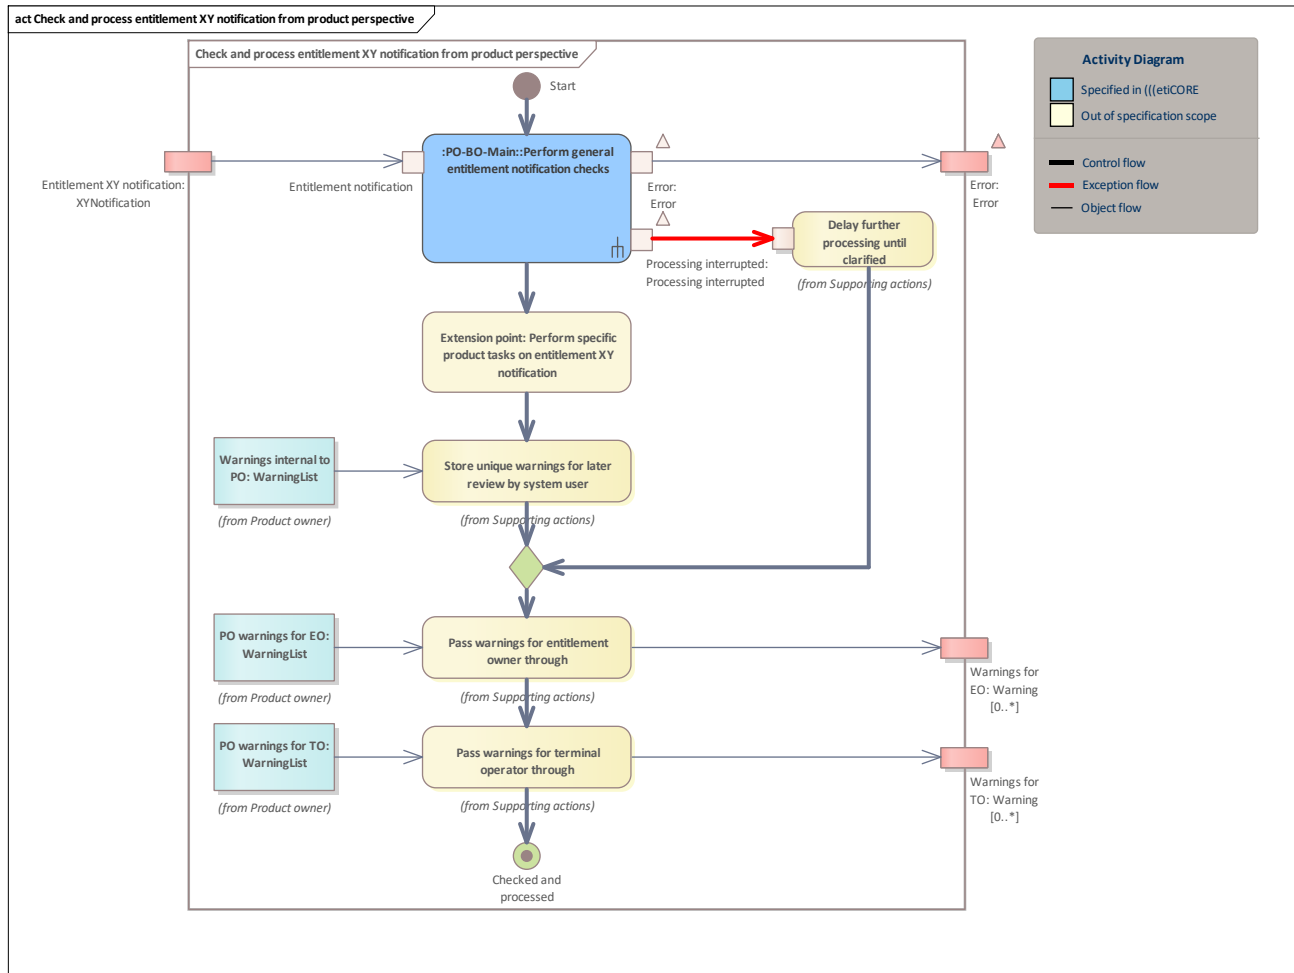 act Check and process entitlement XY notification from product perspective
Check and process entitlement XY notification from product perspective
Start
Activity Diagram
Specified in (((etiCORE
Out of specification scope
Control flow
Exception flow
Object flow
:PO-BO-Main::Perform general
entitlement notification checks
Entitlement XY notification:
XYNotification
Entitlement notification
Error:
Error
Error:
Error
Processing interrupted:
Processing interrupted
Delay further
processing until
clarified
(from Supporting actions)
Extension point: Perform specific
product tasks on entitlement XY
notification
Warnings internal to
PO: WarningList
(from Product owner)
Store unique warnings for later
review by system user
(from Supporting actions)
PO warnings for EO:
WarningList
(from Product owner)
Pass warnings for entitlement
owner through
(from Supporting actions)
Warnings for
EO: Warning
[0..*]
PO warnings for TO:
WarningList
(from Product owner)
Pass warnings for terminal
operator through
(from Supporting actions)
Warnings for
TO: Warning
[0..*]
Checked and
processed